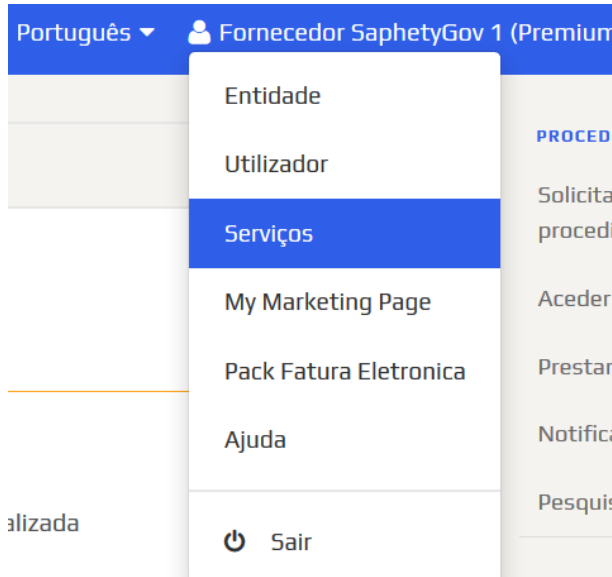 Português
Fornecedor SaphetyGov 1 (Premium
Entidade
Utilizador
Serviços
My Marketing Page
Pack Fatura Eletronica
Ajuda
Sair
PROCED
Solicita
procedi
Aceder
Prestar
Notifica
Pesquis
alizada